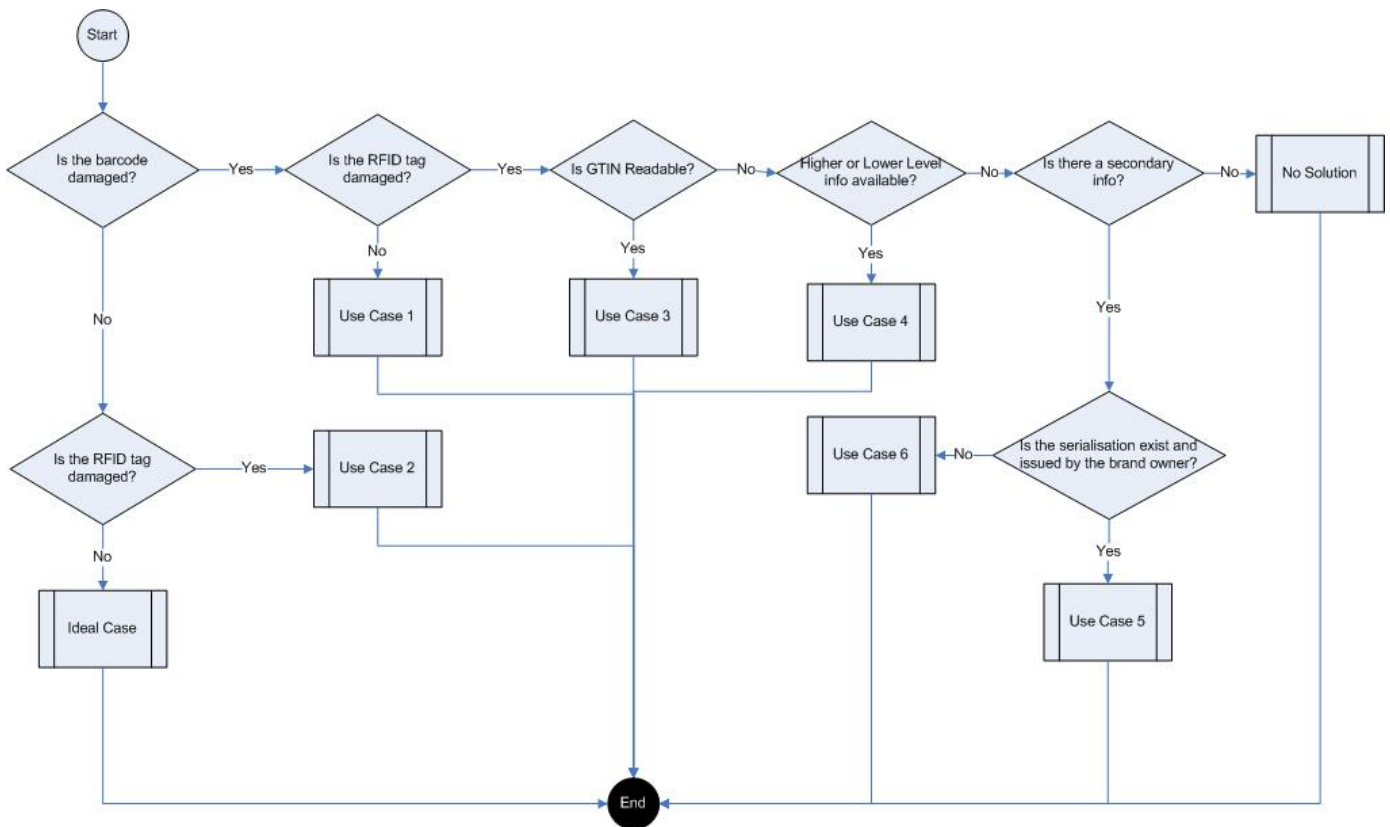 Start
Is the barcode
damaged?
Yes
Is the RFID tag
damaged?
Yes
Is GTIN Readable?
No
Higher or Lower Level
info available?
No
Is there a secondary
info?
No
No Solution
No
Use Case 1
Yes
Use Case 3
Yes
Use Case 4
Yes
No
Is the RFID tag
damaged?
Yes
Use Case 2
Use Case 6
No
Is the serialisation exist and
issued by the brand owner?
No
Ideal Case
Yes
Use Case 5
End